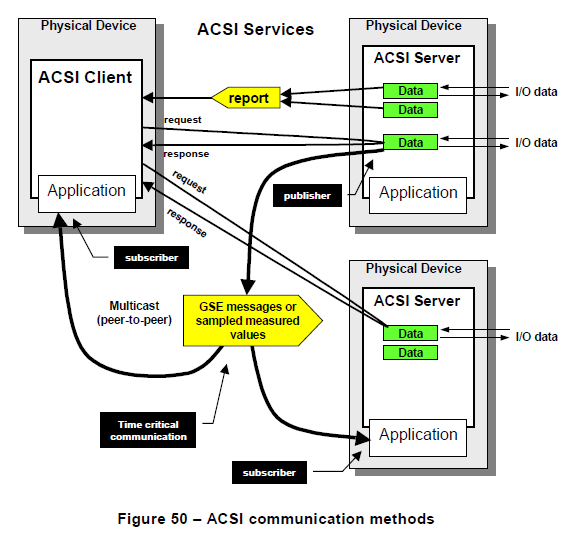 Physical Device
ACSI Services
Physical Device
ACSI Client
ACSI Server
report
Data
I/O data
Data
request
Data
I/O data
response
request
Application
publisher
Application
response
subscriber
Physical Device
Multicast
(peer-to-peer)
GSE messages or
sampled measured
values
ACSI Server
Data
I/O data
Data
Time critical
communication
Application
subscriber
Figure 50 – ACSI communication methods